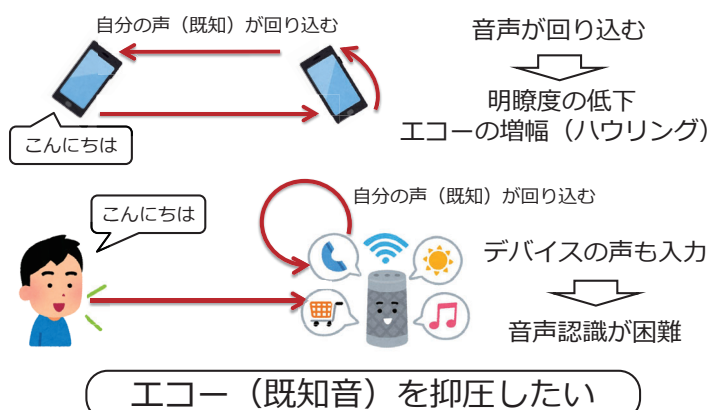 自分の声（既知）が回り込む
こんにちは
音声が回り込む
明瞭度の低下
エコーの増幅（ハウリング）
こんにちは
自分の声（既知）が回り込む
デバイスの声も入力
音声認識が困難
エコー（既知音）を抑圧したい